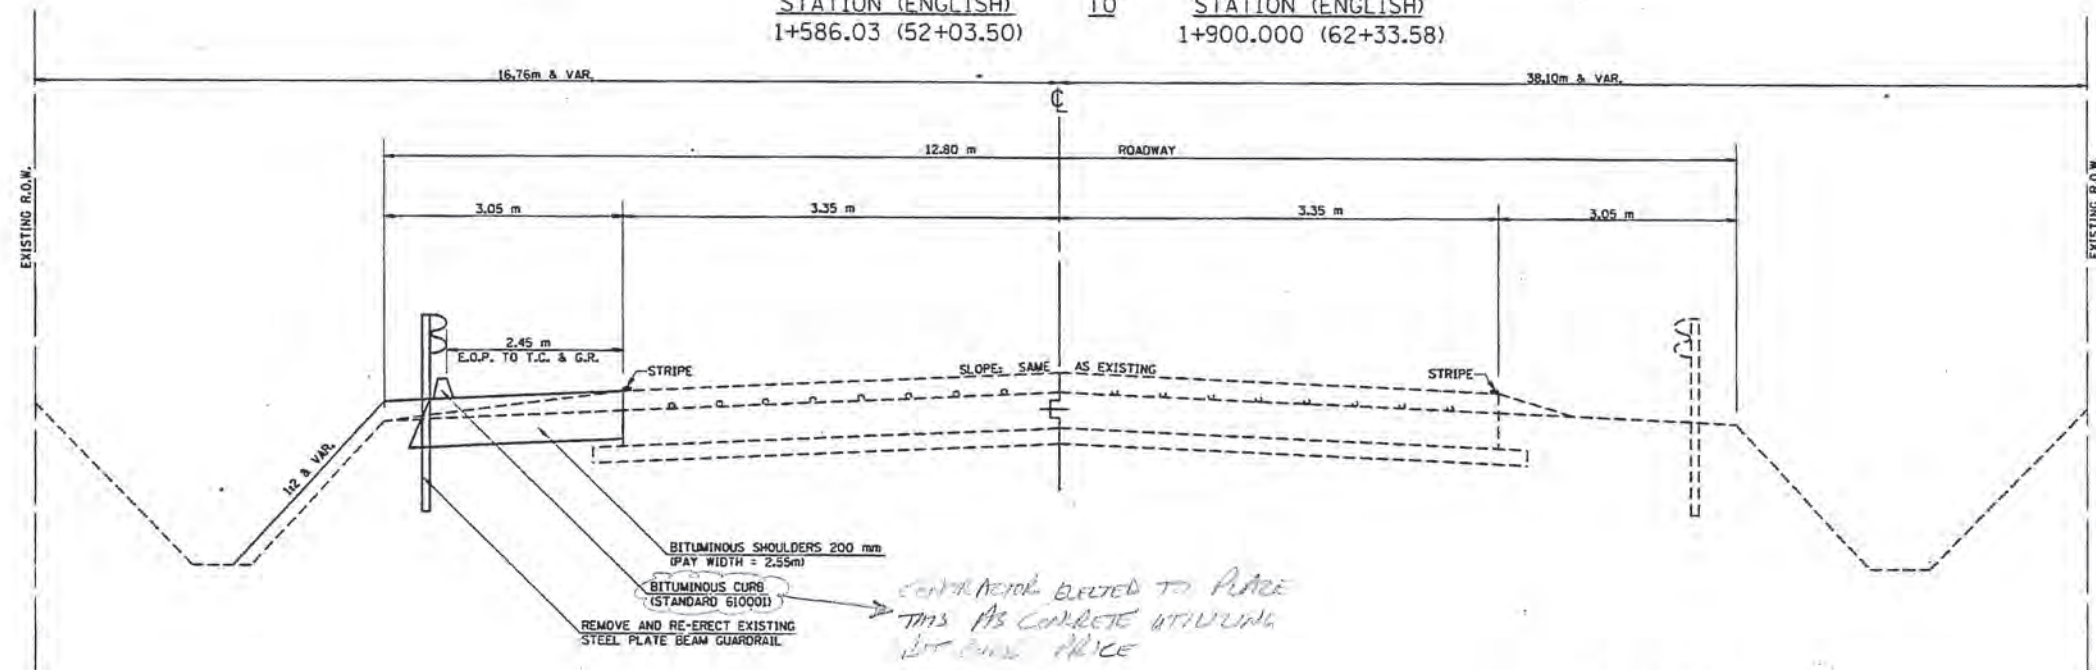 STATION (ENGLISH) TO STATION (ENGLISH)
1+586.03 (52+03.50) 1+900.000 (62+33.58)
16.76m & VAR. 38.10m & VAR.
℄
12.80 m ROADWAY
EXISTING R.O.W.
EXISTING R.O.W.
3.05 m 3.35 m 3.35 m 3.05 m
2.45 m
E.O.P. TO T.C. & G.R.
STRIPE
SLOPE: SAME AS EXISTING
STRIPE
1:2 & VAR.
BITUMINOUS SHOULDERS 200 mm
(PAY WIDTH = 2.55m)
BITUMINOUS CURB
(STANDARD 610001)
REMOVE AND RE-ERECT EXISTING
STEEL PLATE BEAM GUARDRAIL
CONTRACTOR ELECTED TO PLACE
THIS AS CONCRETE UTILIZING
PRICE